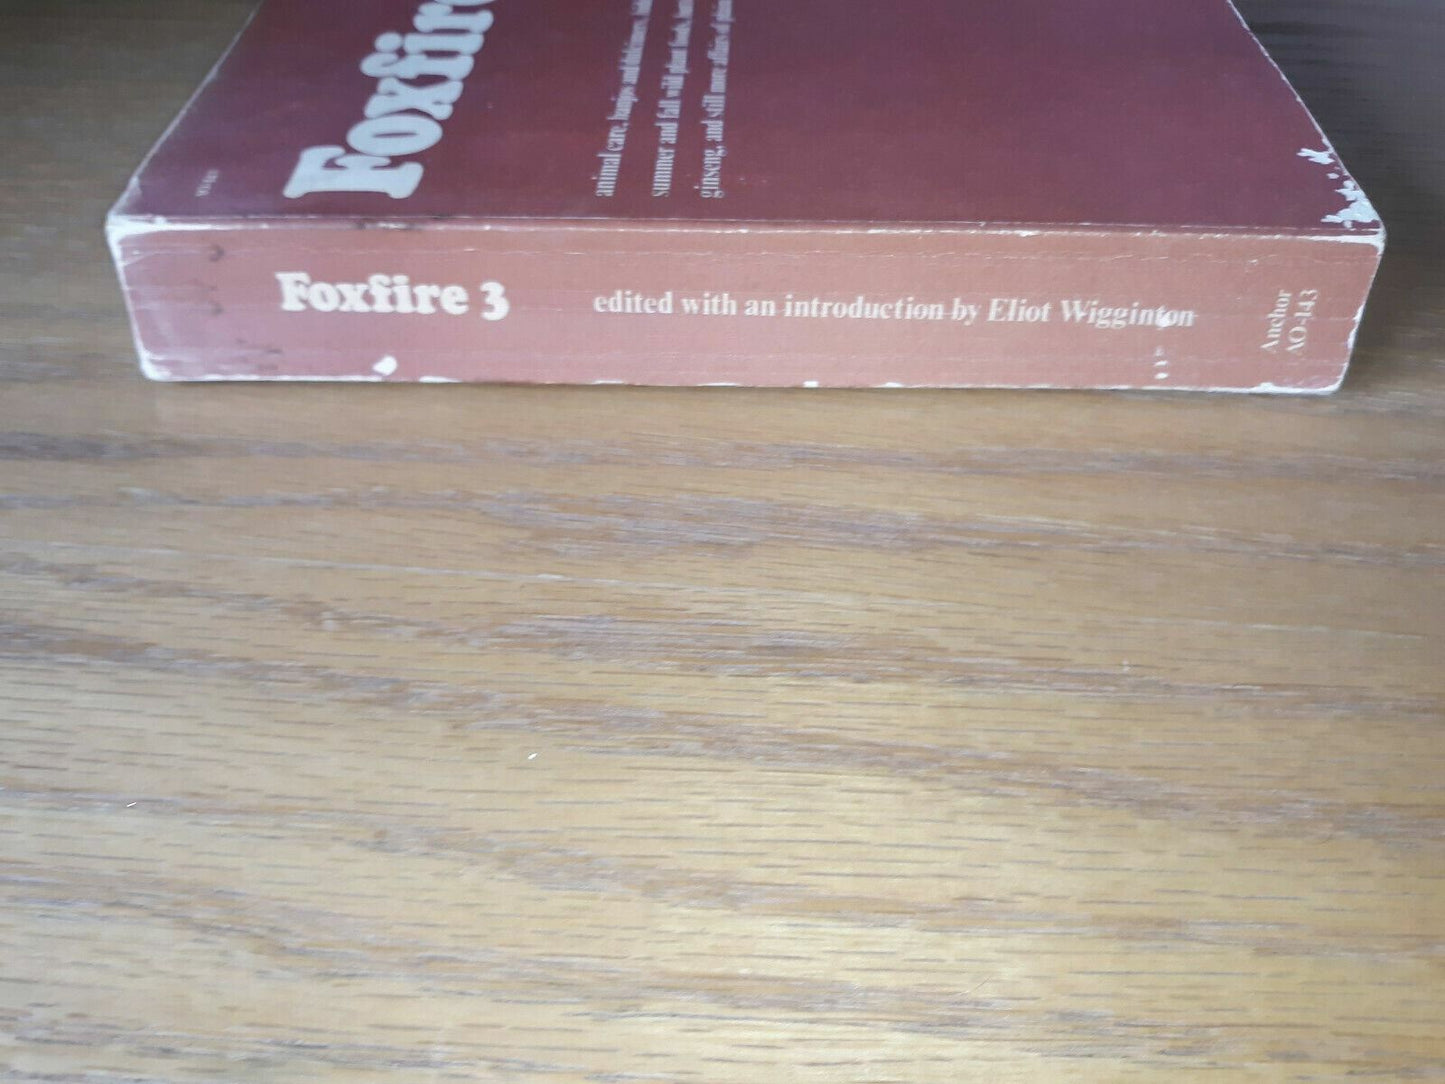 Foxfire
animal care, banjos and dulcimers,
summer and fall wild plant foods,
ginseng, and still more affairs of plain
Foxfire 3
edited with an introduction by Eliot Wigginton
Anchor
AO-143